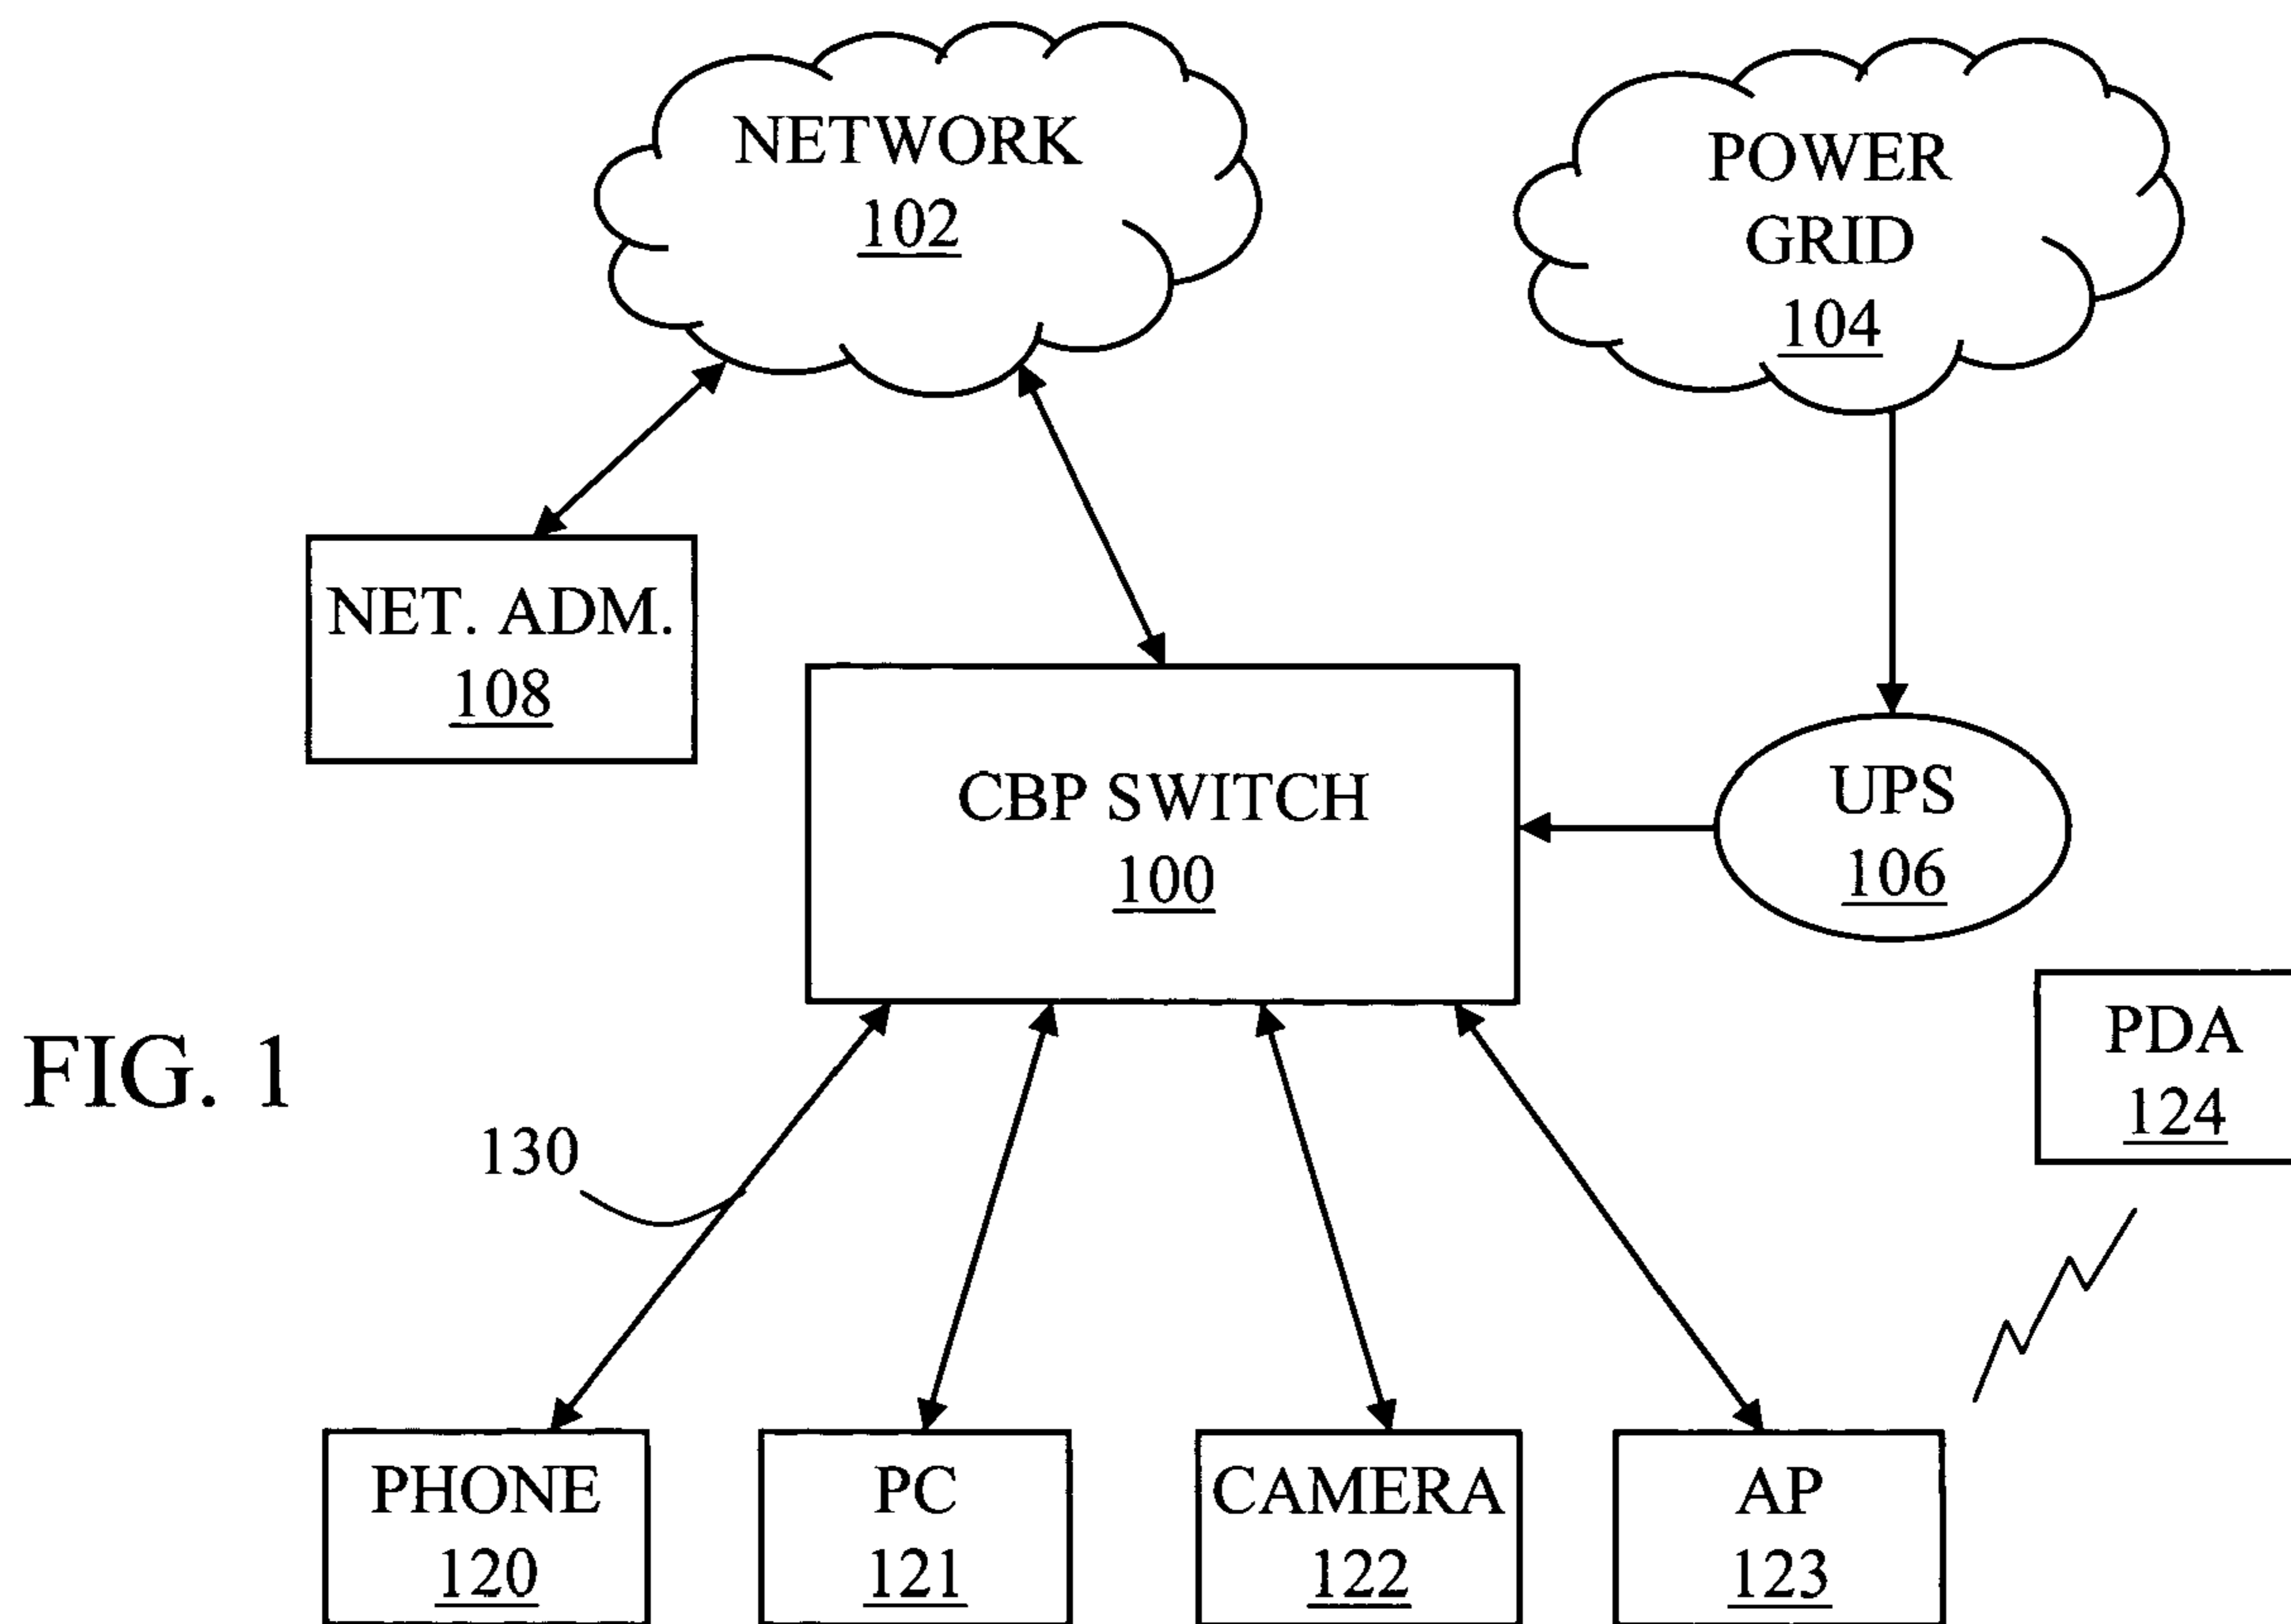 NETWORK
102
POWER
GRID
104
NET. ADM.
108
CBP SWITCH
100
UPS
106
PDA
124
FIG. 1
130
PHONE
120
PC
121
CAMERA
122
AP
123